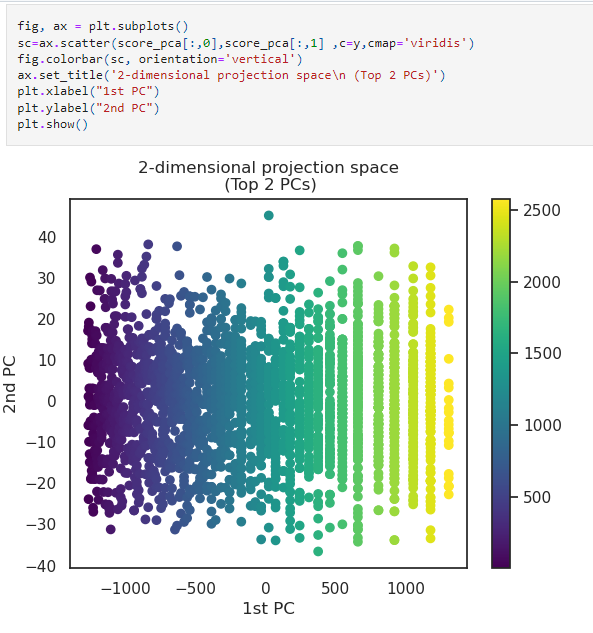 fig, ax = plt.subplots()
sc=ax.scatter(score_pca[:,0],score_pca[:,1] ,c=y,cmap='viridis')
fig.colorbar(sc, orientation='vertical')
ax.set_title('2-dimensional projection space\n (Top 2 PCs)')
plt.xlabel("1st PC")
plt.ylabel("2nd PC")
plt.show()
2-dimensional projection space
(Top 2 PCs)
2nd PC
40
30
20
10
0
−10
−20
−30
−40
−1000 −500 0 500 1000
1st PC
2500
2000
1500
1000
500